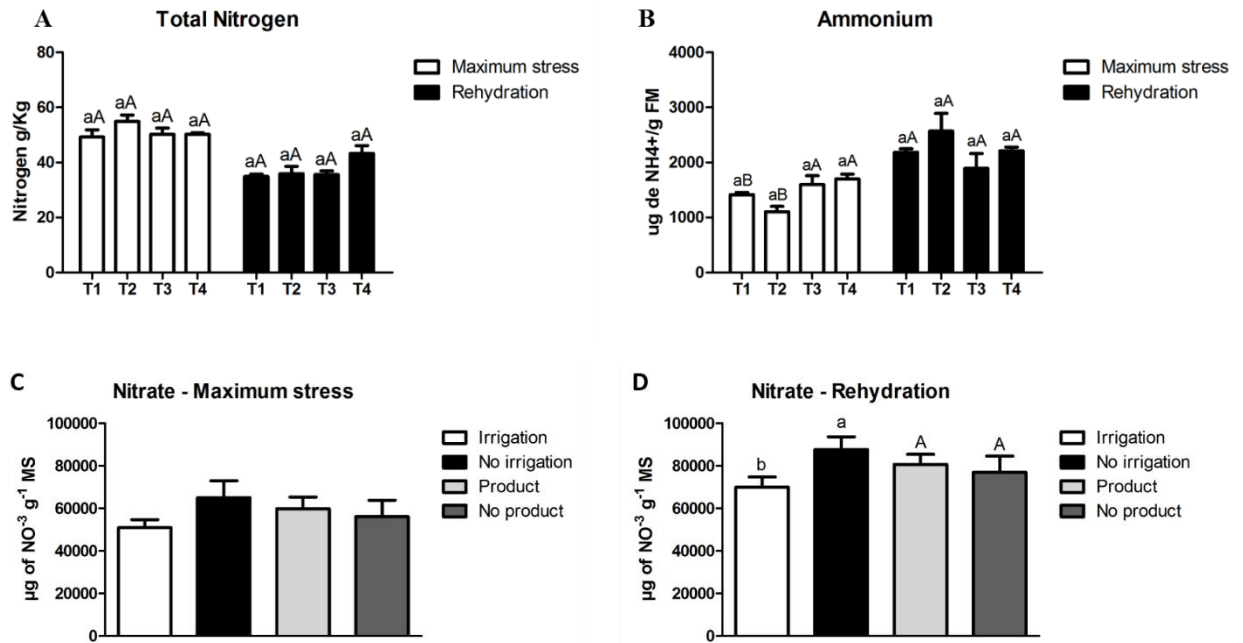 A
Total Nitrogen
Nitrogen g/Kg
80
60
40
20
0
aA aA aA aA
aA aA aA aA
T1 T2 T3 T4 T1 T2 T3 T4
Maximum stress
Rehydration
B
Ammonium
ug de NH4+/g FM
4000
3000
2000
1000
0
aB aB aA aA
aA aA aA aA
T1 T2 T3 T4 T1 T2 T3 T4
Maximum stress
Rehydration
C
Nitrate - Maximum stress
µg of NO⁻³ g⁻¹ MS
100000
80000
60000
40000
20000
0
Irrigation
No irrigation
Product
No product
D
Nitrate - Rehydration
µg of NO⁻³ g⁻¹ MS
100000
80000
60000
40000
20000
0
b a A A
Irrigation
No irrigation
Product
No product